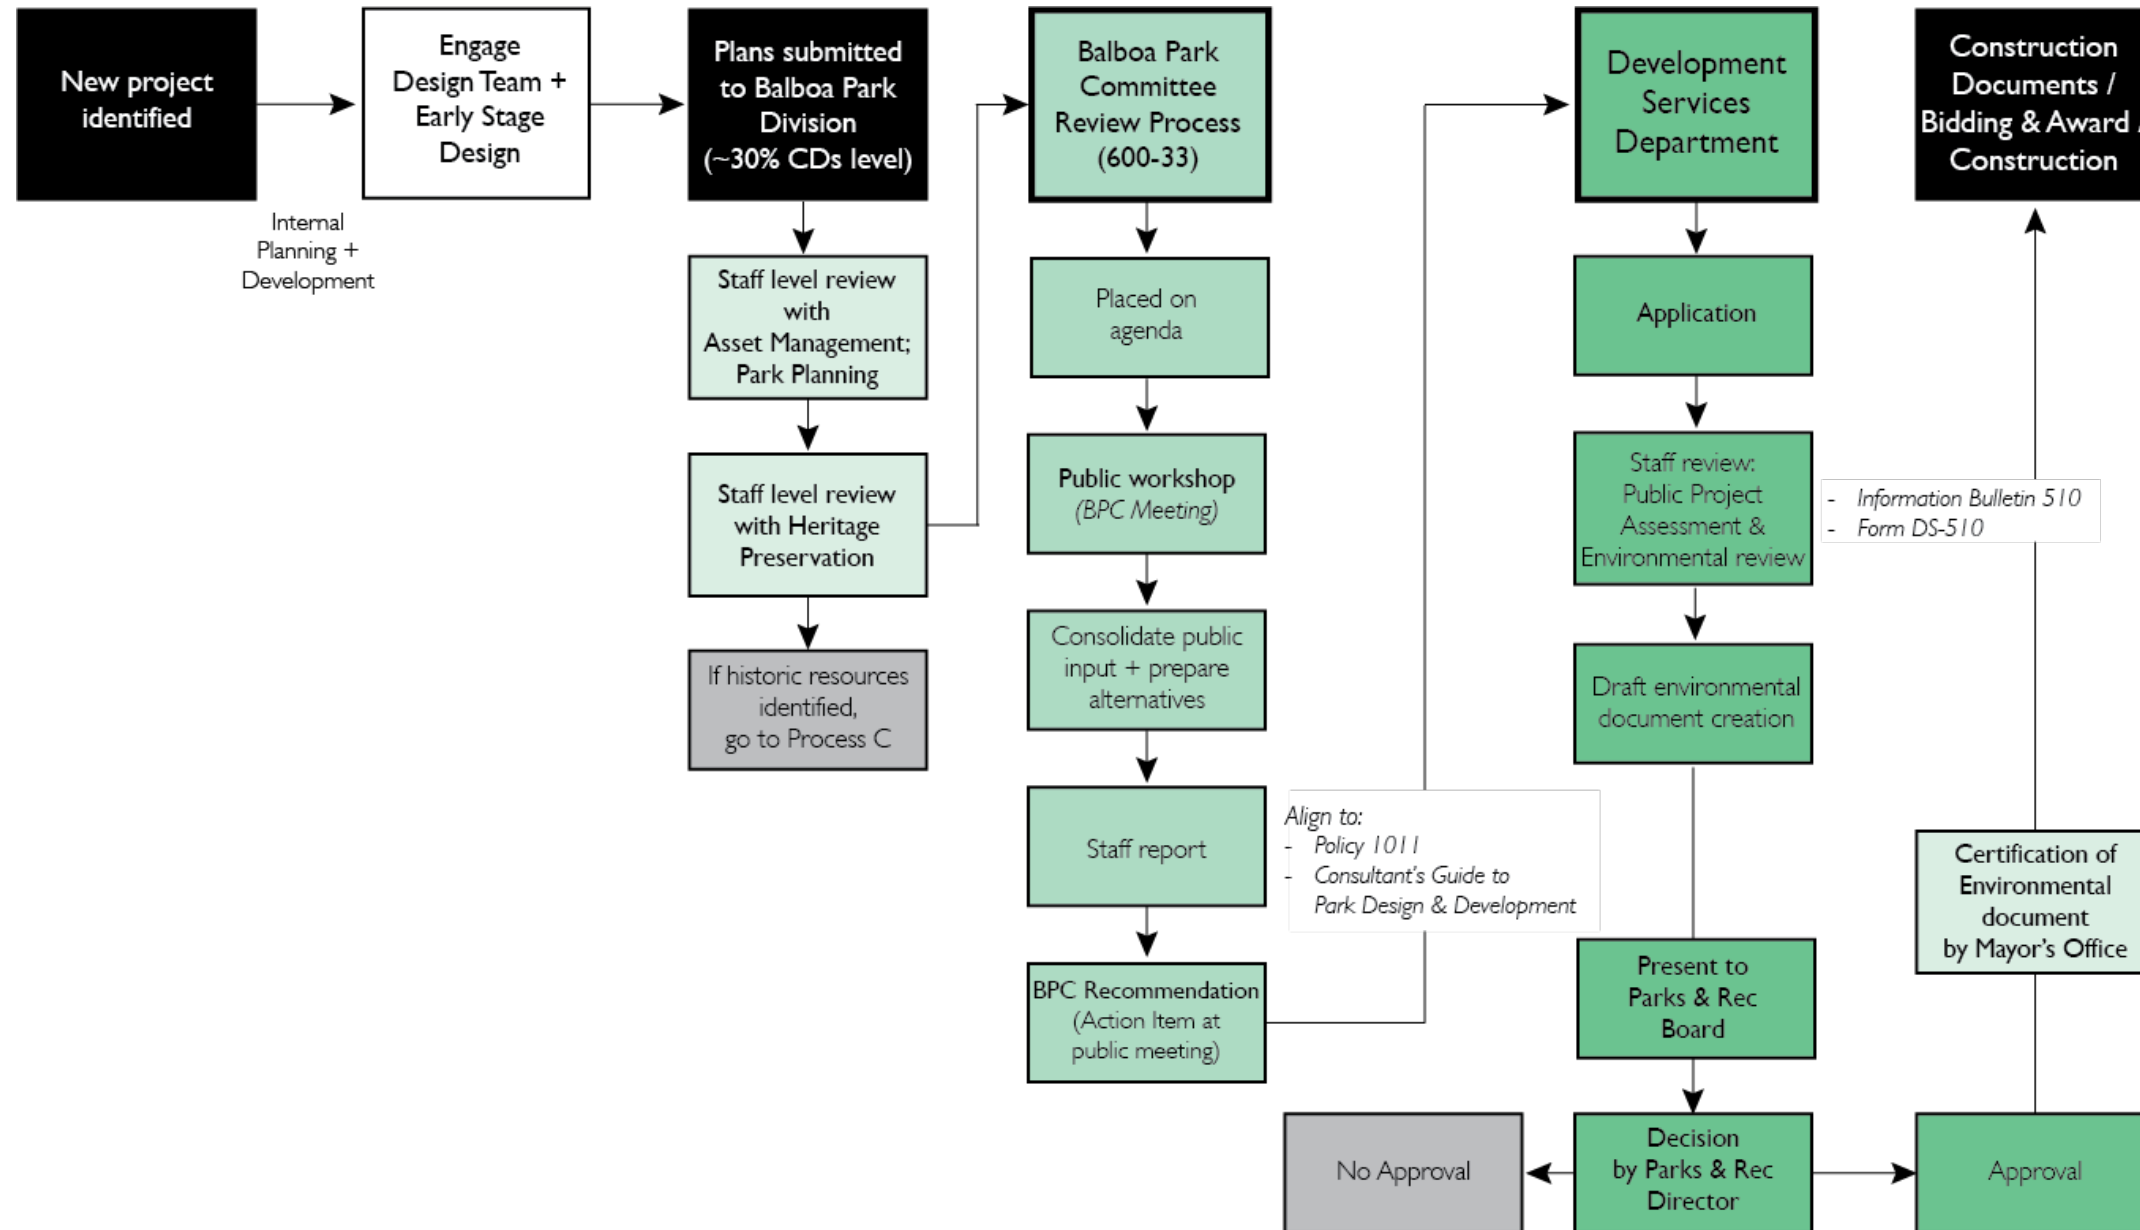 New project
identified
Internal
Planning +
Development
Engage
Design Team +
Early Stage
Design
Plans submitted
to Balboa Park
Division
(~30% CDs level)
Staff level review
with
Asset Management;
Park Planning
Staff level review
with Heritage
Preservation
If historic resources
identified,
go to Process C
Balboa Park
Committee
Review Process
(600-33)
Placed on
agenda
Public workshop
(BPC Meeting)
Consolidate public
input + prepare
alternatives
Staff report
BPC Recommendation
(Action Item at
public meeting)
Align to:
- Policy 1011
- Consultant's Guide to
Park Design & Development
Development
Services
Department
Application
Staff review:
Public Project
Assessment &
Environmental review
- Information Bulletin 510
- Form DS-510
Draft environmental
document creation
Present to
Parks & Rec
Board
Decision
by Parks & Rec
Director
No Approval
Approval
Certification of
Environmental
document
by Mayor's Office
Construction
Documents /
Bidding & Award /
Construction